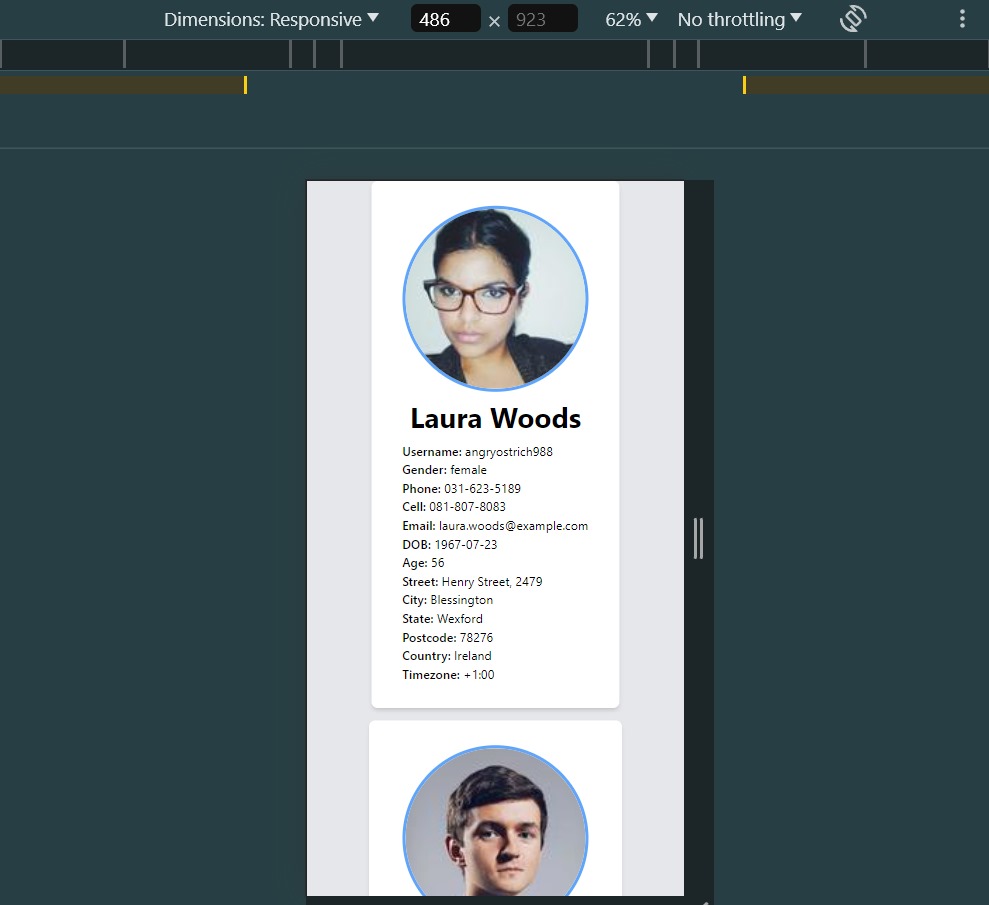 Dimensions: Responsive 486 × 923 62% No throttling
Laura Woods
Username: angryostrich988
Gender: female
Phone: 031-623-5189
Cell: 081-807-8083
Email: laura.woods@example.com
DOB: 1967-07-23
Age: 56
Street: Henry Street, 2479
City: Blessington
State: Wexford
Postcode: 78276
Country: Ireland
Timezone: +1:00